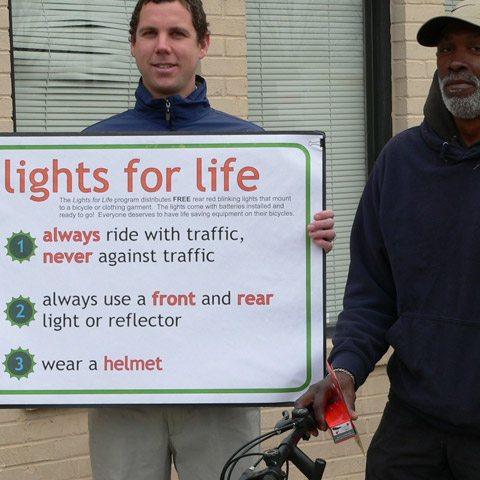 lights for life
The Lights for Life program distributes FREE rear red blinking lights that mount
to a bicycle or clothing garment. The lights come with batteries installed and
ready to go! Everyone deserves to have life saving equipment on their bicycles.
1 always ride with traffic,
never against traffic
2 always use a front and rear
light or reflector
3 wear a helmet